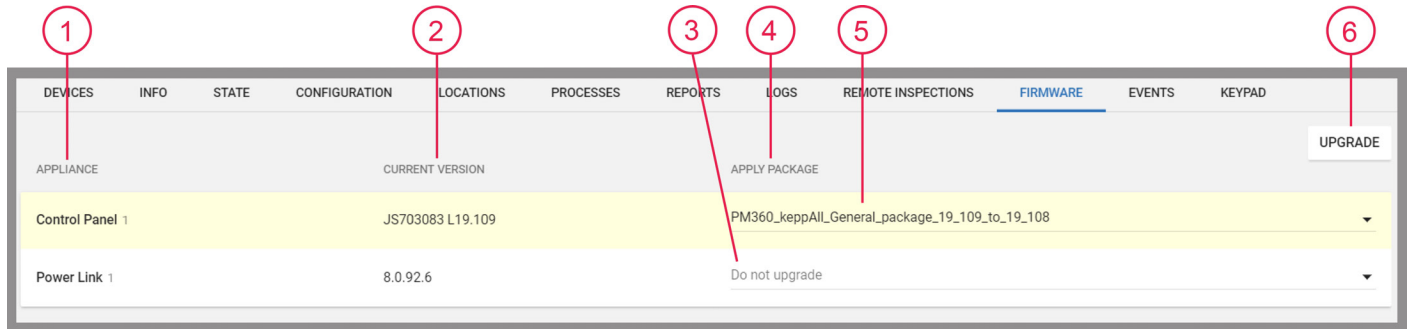 1 2 3 4 5 6
DEVICES INFO STATE CONFIGURATION LOCATIONS PROCESSES REPORTS LOGS REMOTE INSPECTIONS FIRMWARE EVENTS KEYPAD
UPGRADE
APPLIANCE CURRENT VERSION APPLY PACKAGE
Control Panel 1 JS703083 L19.109 PM360_keppAll_General_package_19_109_to_19_108
Power Link 1 8.0.92.6 Do not upgrade